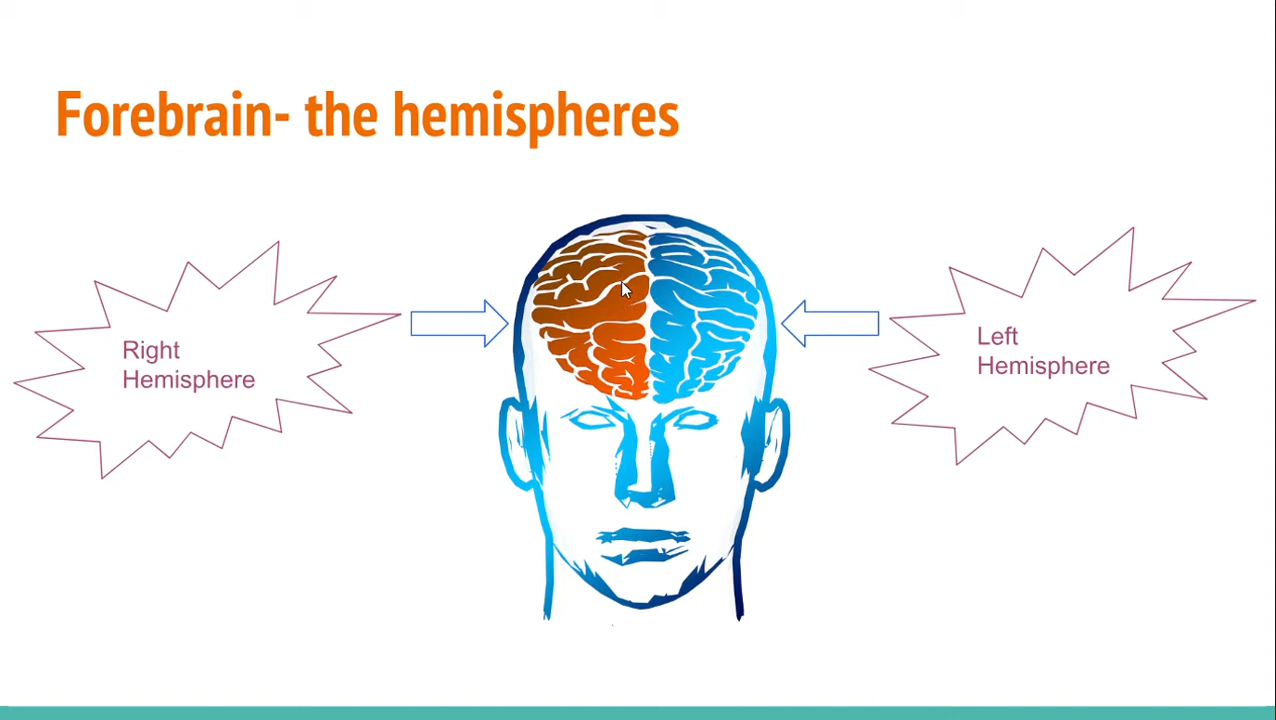 Forebrain- the hemispheres
Right
Hemisphere
Left
Hemisphere